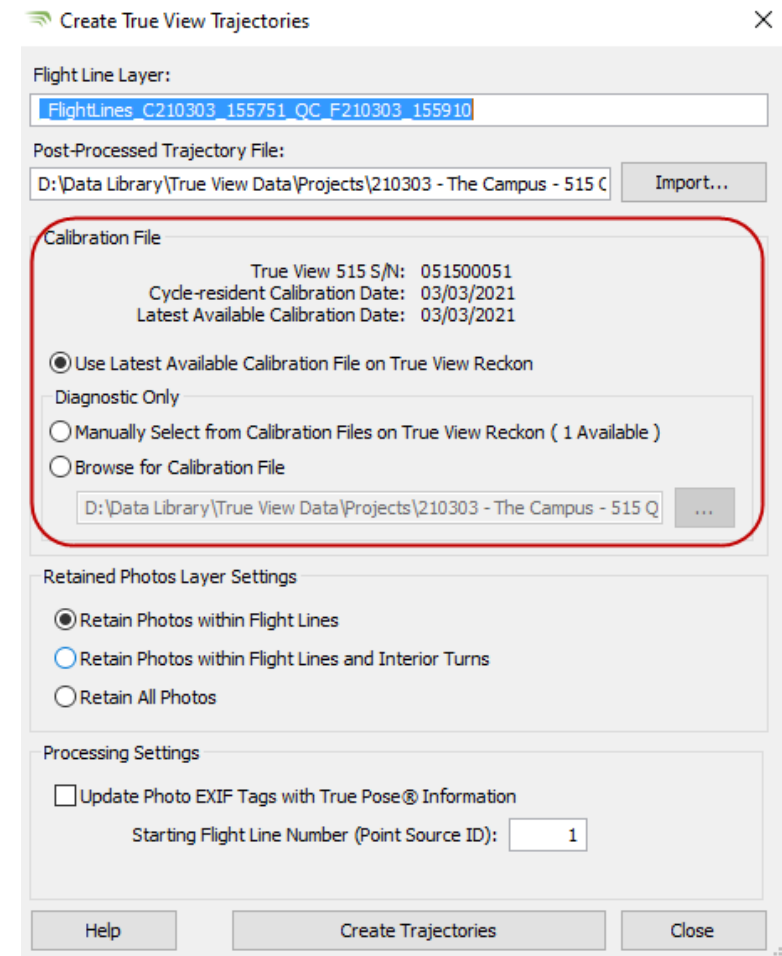 Create True View Trajectories
Flight Line Layer:
_FlightLines_C210303_155751_QC_F210303_155910
Post-Processed Trajectory File:
D:\Data Library\True View Data\Projects\210303 - The Campus - 515 Q Import...
Calibration File
True View 515 S/N: 051500051
Cycle-resident Calibration Date: 03/03/2021
Latest Available Calibration Date: 03/03/2021
Use Latest Available Calibration File on True View Reckon
Diagnostic Only
Manually Select from Calibration Files on True View Reckon ( 1 Available )
Browse for Calibration File
D:\Data Library\True View Data\Projects\210303 - The Campus - 515 Q ...
Retained Photos Layer Settings
Retain Photos within Flight Lines
Retain Photos within Flight Lines and Interior Turns
Retain All Photos
Processing Settings
Update Photo EXIF Tags with True Pose® Information
Starting Flight Line Number (Point Source ID): 1
Help Create Trajectories Close